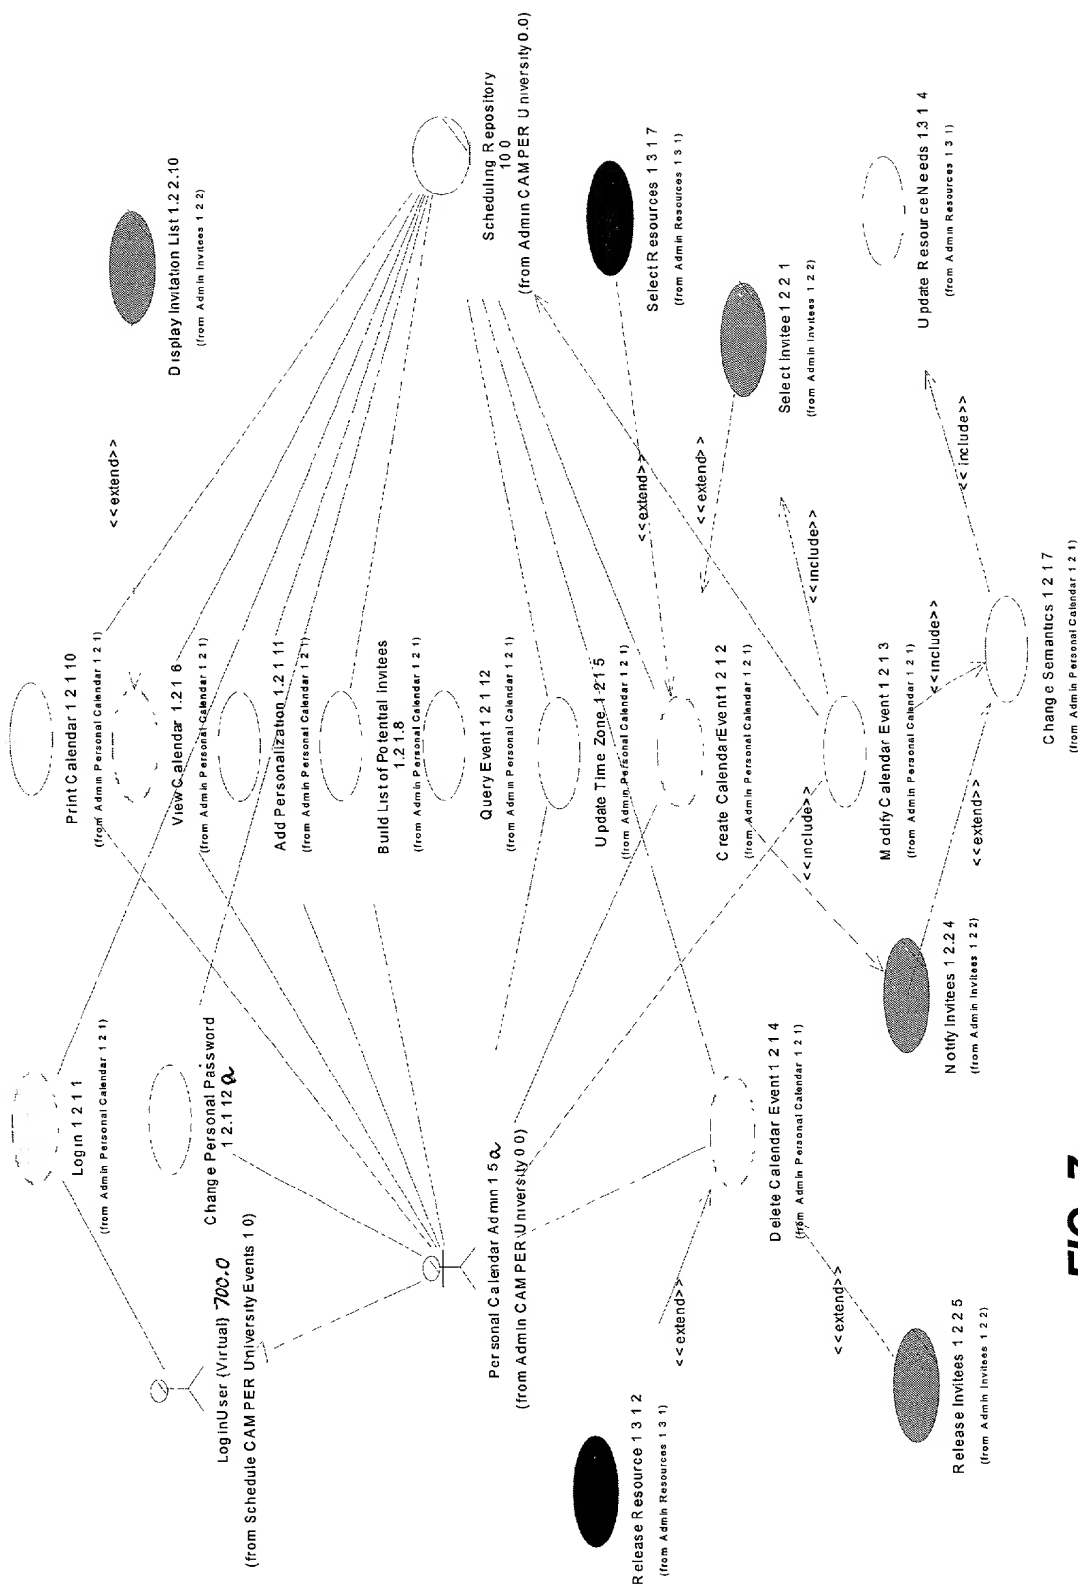 Display Invitation List 1.2 2.10
(from Admin Invitees 1 2 2)
Scheduling Repository
10 0
(from Admin CAMPER University 0.0)
Select Resources 1 3 1 7
(from Admin Resources 1 3 1)
Select Invitee 1 2 2 1
(from Admin Invitees 1 2 2)
Update Resource Needs 1.3 1 4
(from Admin Resources 1 3 1)
<<extend>>
<<extend>>
<<extend>>
<<include>>
<<include>>
<<include>>
Print Calendar 1 2 1 10
(from Admin Personal Calendar 1 2 1)
View Calendar 1.2 1 6
(from Admin Personal Calendar 1 2 1)
Add Personalization 1.2 1 11
(from Admin Personal Calendar 1 2 1)
Build List of Potential Invitees
1.2 1.8
(from Admin Personal Calendar 1 2 1)
Query Event 1 2 1 12
(from Admin Personal Calendar 1 2 1)
Update Time Zone 1 2 1 5
(from Admin Personal Calendar 1 2 1)
Create Calendar Event 1 2 1 2
(from Admin Personal Calendar 1 2 1)
<<include>>
Modify Calendar Event 1 2 1 3
(from Admin Personal Calendar 1 2 1)
<<extend>>
Change Semantics 1 2 1 7
(from Admin Personal Calendar 1 2 1)
Login 1 2 1 1
(from Admin Personal Calendar 1 2 1)
Change Personal Password
1 2.1 12a
Personal Calendar Admin 1 5a
(from Admin CAMPER University 0 0)
Delete Calendar Event 1 2 1 4
(from Admin Personal Calendar 1 2 1)
Notify Invitees 1 2.2 4
(from Admin Invitees 1 2 2)
LoginUser (Virtual) 700.0
(from Schedule CAMPER University Events 1 0)
<<extend>>
<<extend>>
Release Resource 1 3 1 2
(from Admin Resources 1 3 1)
Release Invitees 1 2 2 5
(from Admin Invitees 1 2 2)